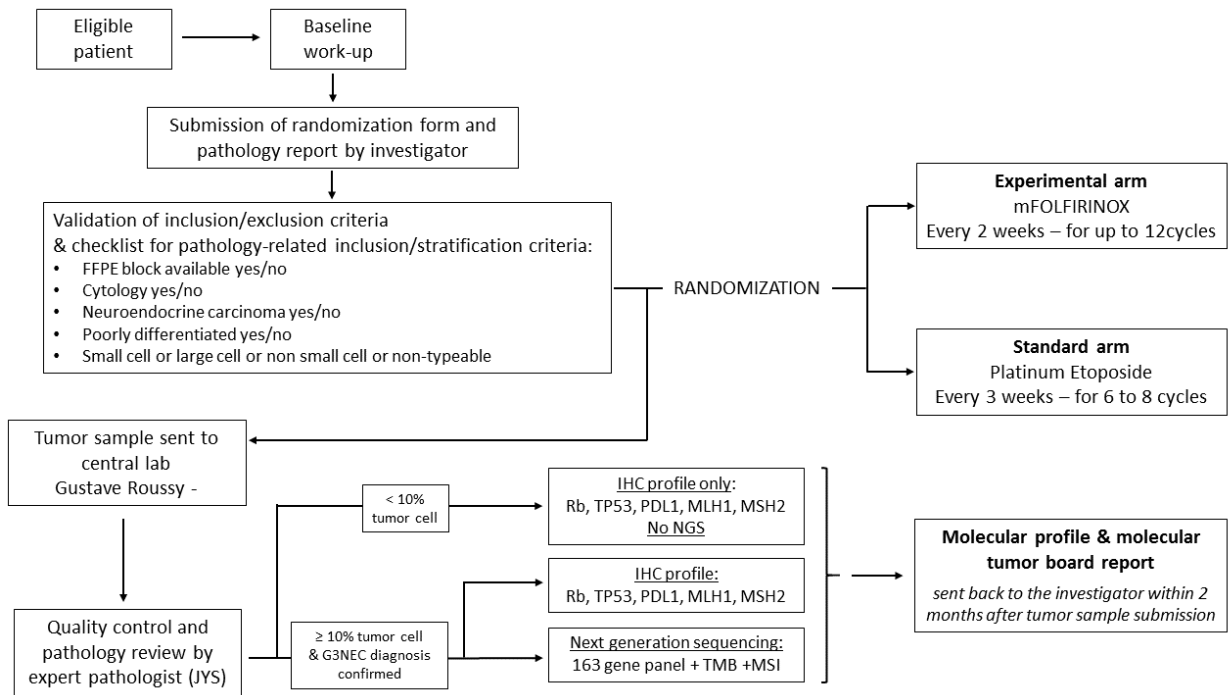 Eligible
patient
Baseline
work-up
Submission of randomization form and
pathology report by investigator
Validation of inclusion/exclusion criteria
& checklist for pathology-related inclusion/stratification criteria:
• FFPE block available yes/no
• Cytology yes/no
• Neuroendocrine carcinoma yes/no
• Poorly differentiated yes/no
• Small cell or large cell or non small cell or non-typeable
RANDOMIZATION
Experimental arm
mFOLFIRINOX
Every 2 weeks – for up to 12cycles
Standard arm
Platinum Etoposide
Every 3 weeks – for 6 to 8 cycles
Tumor sample sent to
central lab
Gustave Roussy -
Quality control and
pathology review by
expert pathologist (JYS)
< 10%
tumor cell
≥ 10% tumor cell
& G3NEC diagnosis
confirmed
IHC profile only:
Rb, TP53, PDL1, MLH1, MSH2
No NGS
IHC profile:
Rb, TP53, PDL1, MLH1, MSH2
Next generation sequencing:
163 gene panel + TMB +MSI
Molecular profile & molecular
tumor board report
sent back to the investigator within 2
months after tumor sample submission